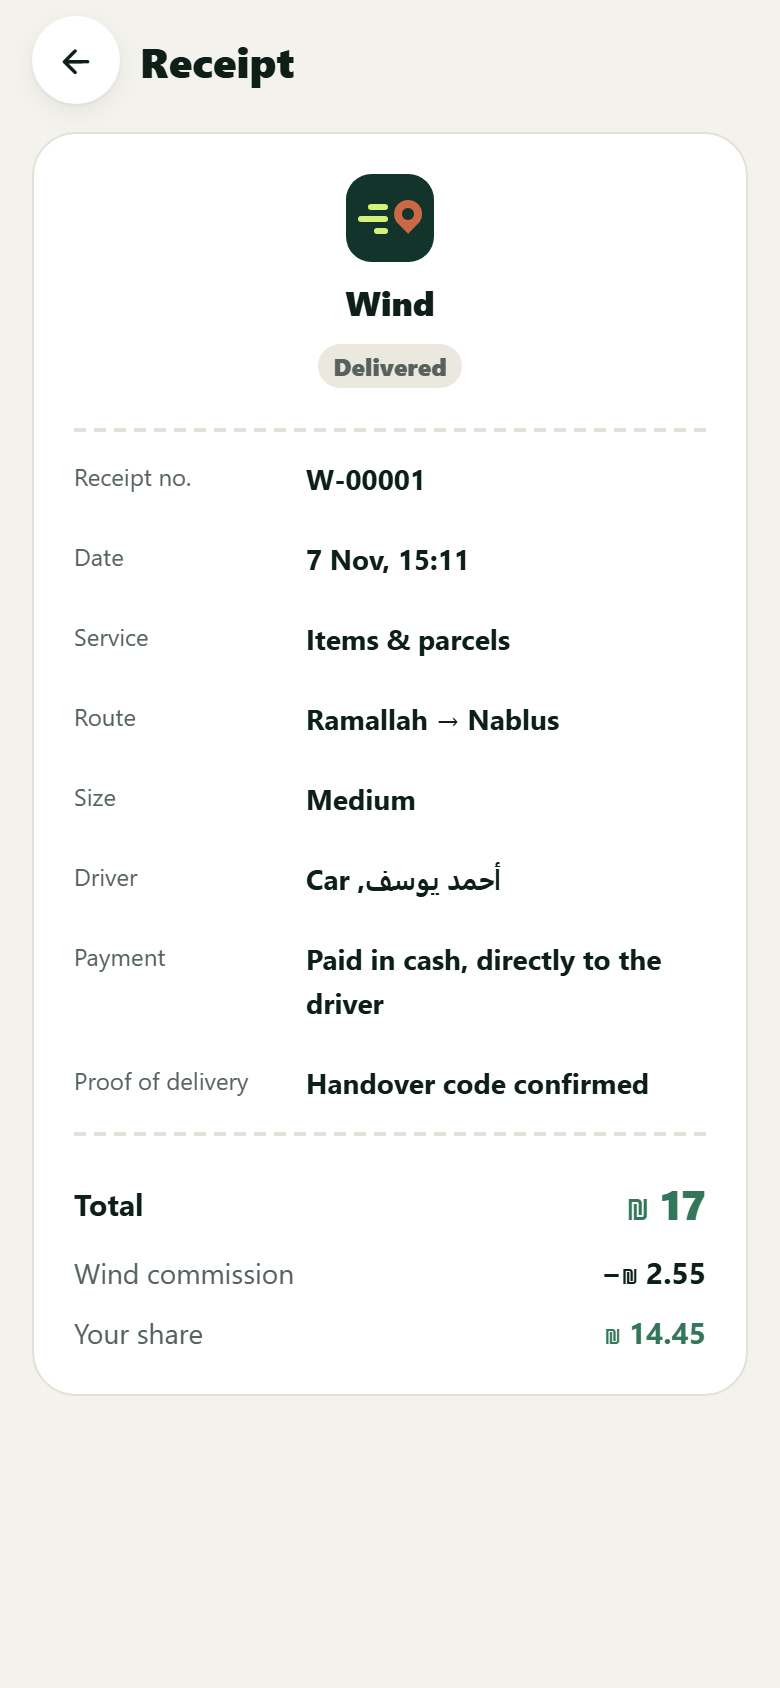 Receipt
Wind
Delivered
Receipt no. W-00001
Date 7 Nov, 15:11
Service Items & parcels
Route Ramallah → Nablus
Size Medium
Driver Car ,أحمد يوسف
Payment Paid in cash, directly to the
driver
Proof of delivery Handover code confirmed
Total ₪ 17
Wind commission −₪ 2.55
Your share ₪ 14.45